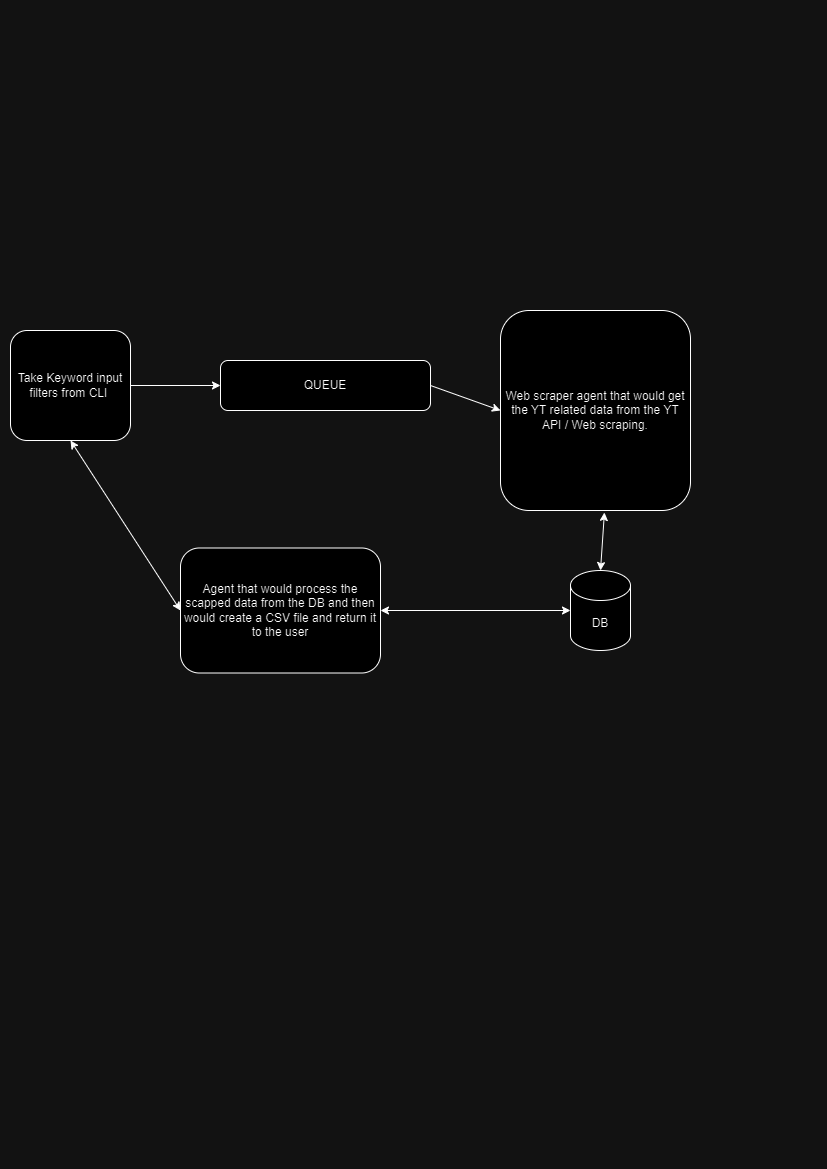 Take Keyword input
filters from CLI
QUEUE
Web scraper agent that would get
the YT related data from the YT
API / Web scraping.
Agent that would process the
scapped data from the DB and then
would create a CSV file and return it
to the user
DB